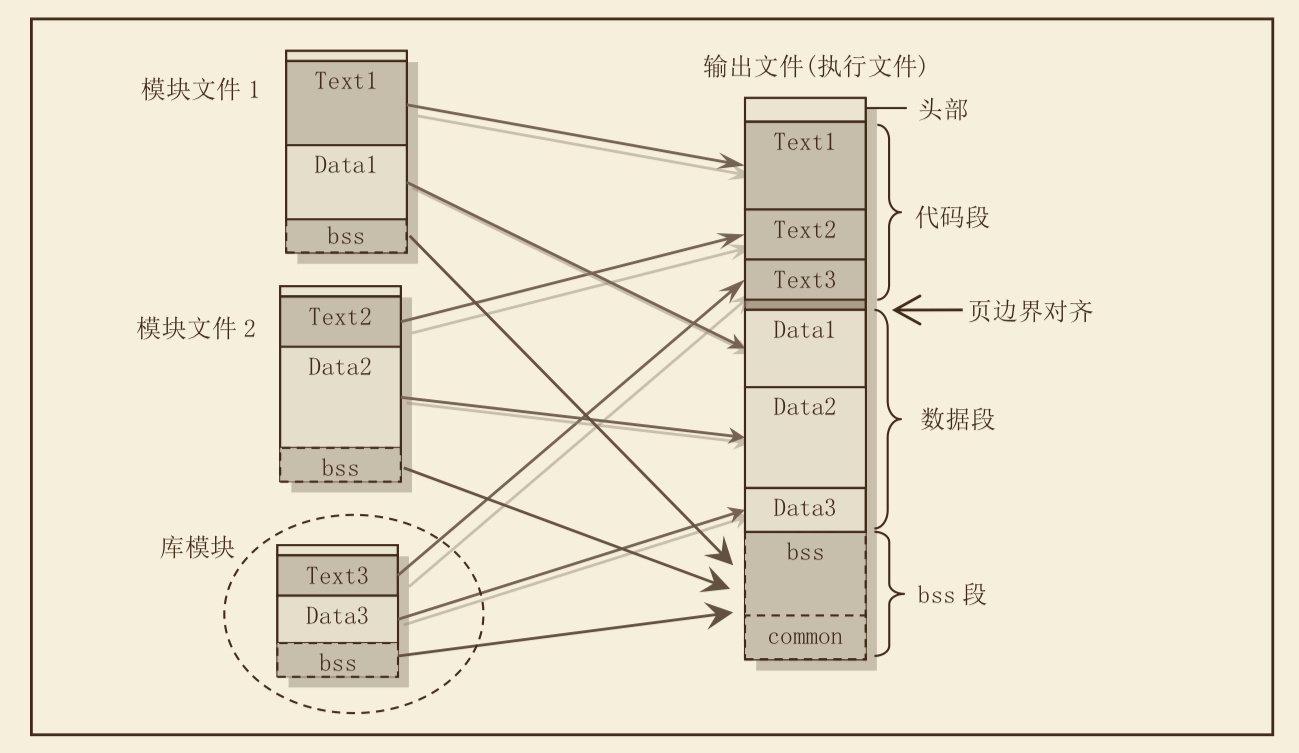 模块文件 1
Text1
Data1
bss
模块文件 2
Text2
Data2
bss
库模块
Text3
Data3
bss
输出文件(执行文件)
头部
Text1
Text2
Text3
代码段
页边界对齐
Data1
Data2
Data3
数据段
bss
common
bss 段